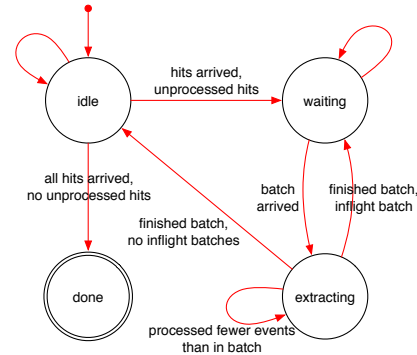 hits arrived,
unprocessed hits
idle
waiting
all hits arrived,
no unprocessed hits
batch
arrived
finished batch,
inflight batch
finished batch,
no inflight batches
done
extracting
processed fewer events
than in batch